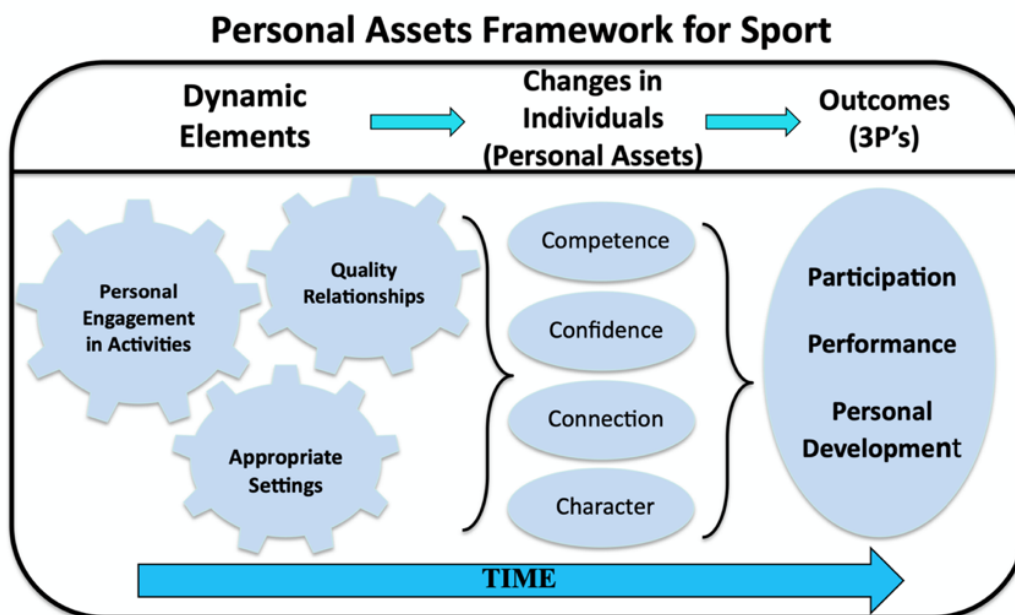 Personal Assets Framework for Sport
Dynamic
Elements
Changes in
Individuals
(Personal Assets)
Outcomes
(3P's)
Personal
Engagement
in Activities
Quality
Relationships
Appropriate
Settings
Competence
Confidence
Connection
Character
Participation
Performance
Personal
Development
TIME